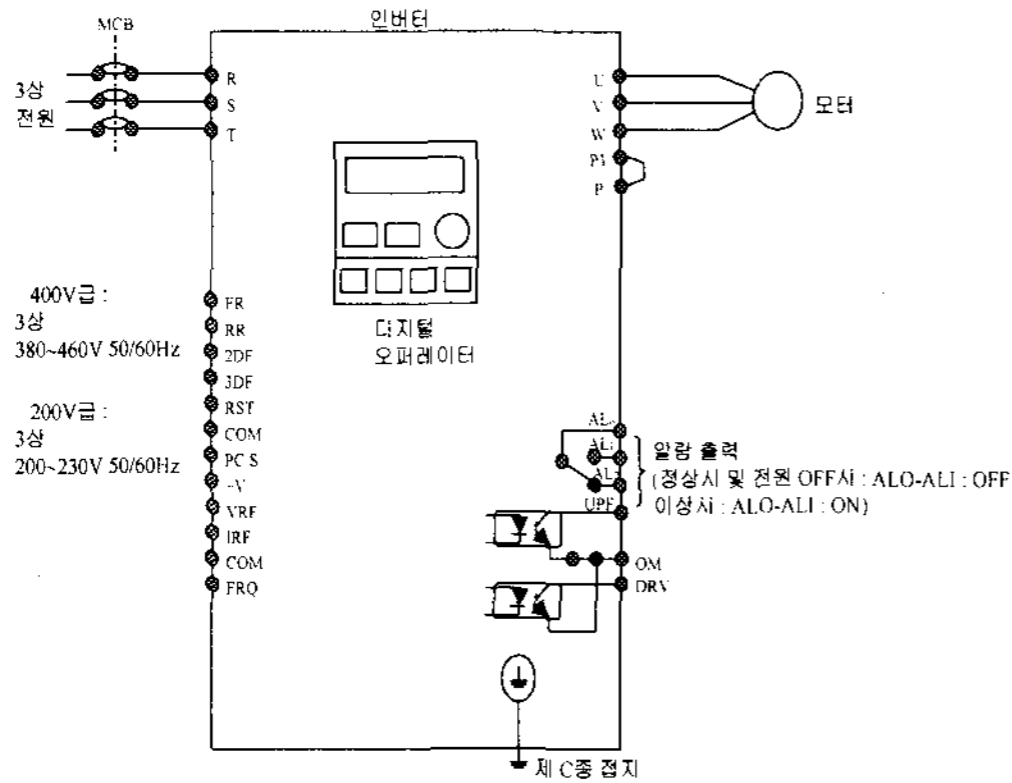 인버터
MCB
3상
전원
R
S
T
U
V
W
P1
P
모터
디지털
오퍼레이터
400V급 :
3상
380~460V 50/60Hz
200V급 :
3상
200~230V 50/60Hz
FR
RR
2DF
3DF
RST
COM
PC S
VRF
IRF
COM
FRQ
UPF
OM
DRV
알람 출력
(정상시 및 전원 OFF시 : ALO-ALI : OFF
이상시 : ALO-ALI : ON)
제 C종 접지